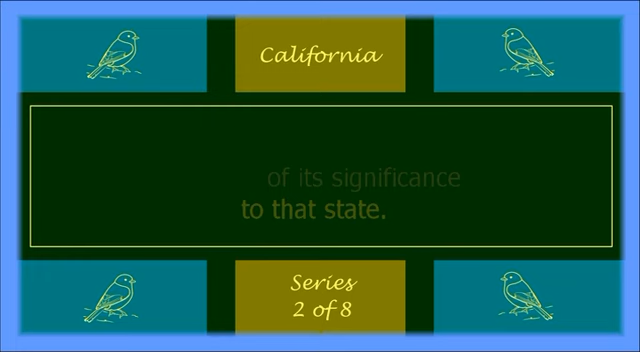 California
of its significance
to that state.
Series
2 of 8